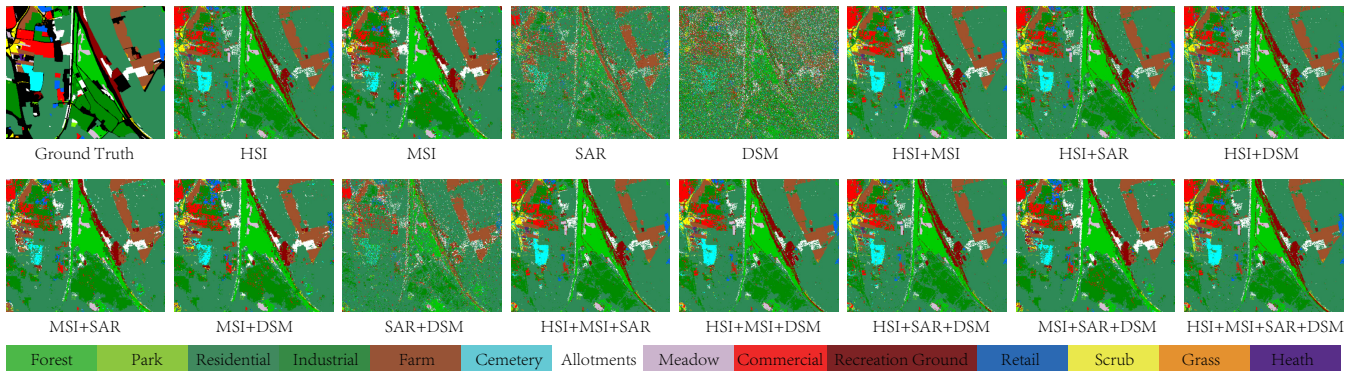 Ground Truth HSI MSI SAR DSM HSI+MSI HSI+SAR HSI+DSM
MSI+SAR MSI+DSM SAR+DSM HSI+MSI+SAR HSI+MSI+DSM HSI+SAR+DSM MSI+SAR+DSM HSI+MSI+SAR+DSM
Forest Park Residential Industrial Farm Cemetery Allotments Meadow Commercial Recreation Ground Retail Scrub Grass Heath